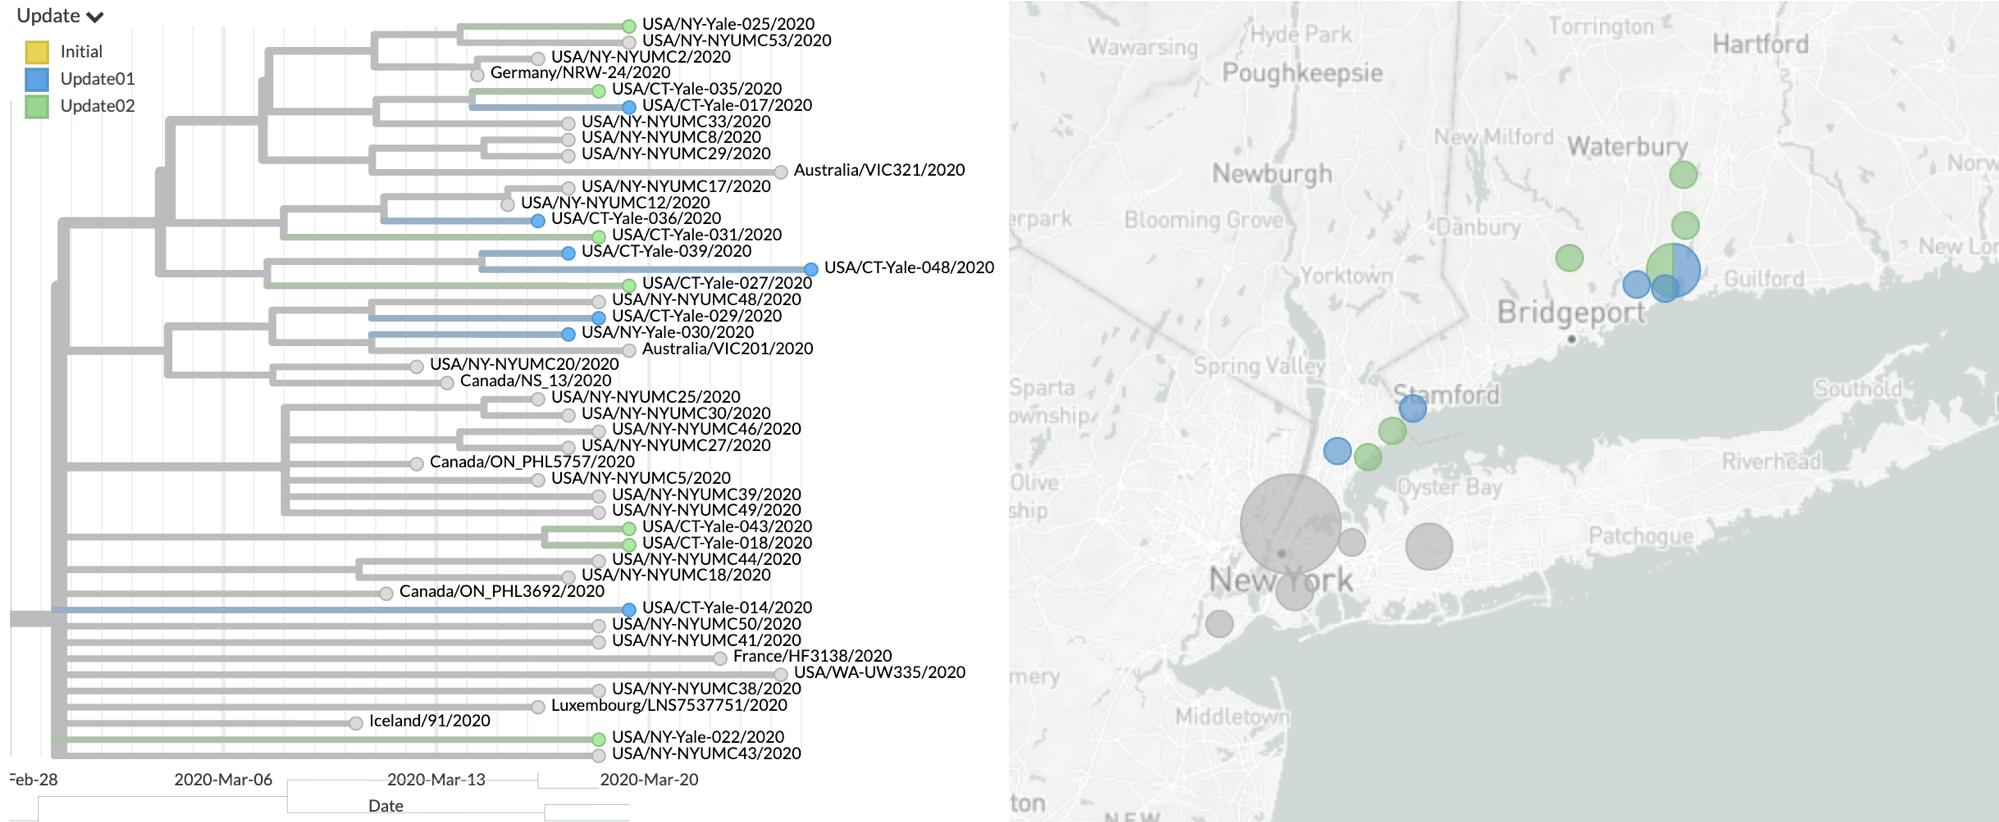 Update
Initial
Update01
Update02
USA/NY-Yale-025/2020
USA/NY-NYUMC53/2020
USA/NY-NYUMC2/2020
Germany/NRW-24/2020
USA/CT-Yale-035/2020
USA/CT-Yale-017/2020
USA/NY-NYUMC33/2020
USA/NY-NYUMC8/2020
USA/NY-NYUMC29/2020
Australia/VIC321/2020
USA/NY-NYUMC17/2020
USA/NY-NYUMC12/2020
USA/CT-Yale-036/2020
USA/CT-Yale-031/2020
USA/CT-Yale-039/2020
USA/CT-Yale-048/2020
USA/CT-Yale-027/2020
USA/NY-NYUMC48/2020
USA/CT-Yale-029/2020
USA/NY-Yale-030/2020
Australia/VIC201/2020
USA/NY-NYUMC20/2020
Canada/NS_13/2020
USA/NY-NYUMC25/2020
USA/NY-NYUMC30/2020
USA/NY-NYUMC46/2020
USA/NY-NYUMC27/2020
Canada/ON_PHL5757/2020
USA/NY-NYUMC5/2020
USA/NY-NYUMC39/2020
USA/NY-NYUMC49/2020
USA/CT-Yale-043/2020
USA/CT-Yale-018/2020
USA/NY-NYUMC44/2020
USA/NY-NYUMC18/2020
Canada/ON_PHL3692/2020
USA/CT-Yale-014/2020
USA/NY-NYUMC50/2020
USA/NY-NYUMC41/2020
France/HF3138/2020
USA/WA-UW335/2020
USA/NY-NYUMC38/2020
Luxembourg/LNS7537751/2020
Iceland/91/2020
USA/NY-Yale-022/2020
USA/NY-NYUMC43/2020
Feb-28 2020-Mar-06 2020-Mar-13 2020-Mar-20
Date
Hyde Park
Torrington
Wawarsing
Hartford
Poughkeepsie
New Milford
Waterbury
Newburgh
Norw
erpark
Blooming Grove
Danbury
New Lor
Yorktown
Guilford
Bridgeport
Spring Valley
Sparta
Stamford
Southold
ownship
Riverhead
Olive
Oyster Bay
ship
Patchogue
New York
mery
Middletown
ton
NEW